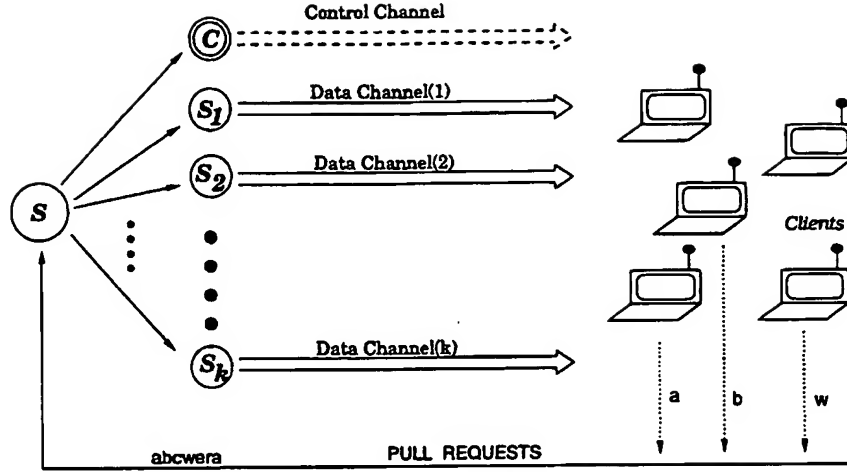 Control Channel
C
Data Channel(1)
S1
Data Channel(2)
S2
S
Clients
Data Channel(k)
Sk
a
b
w
abcwera
PULL REQUESTS